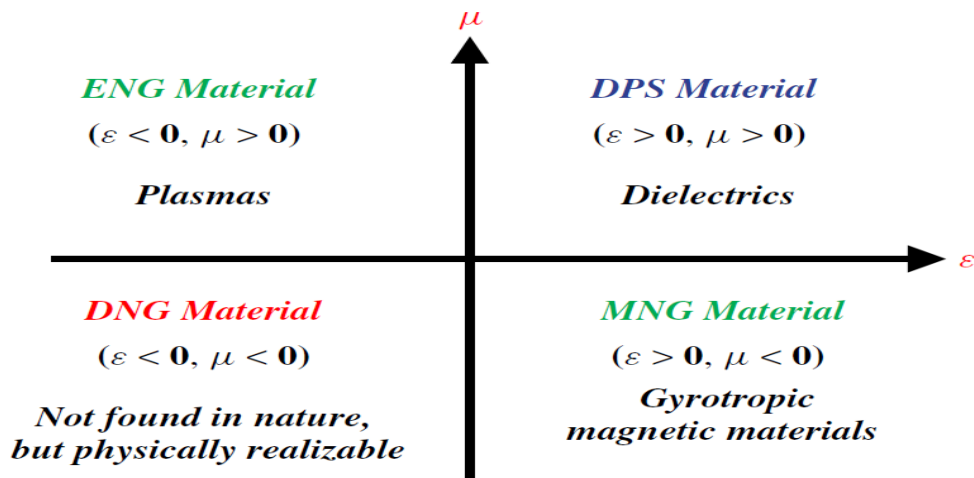 μ
ENG Material
(ε < 0, μ > 0)
Plasmas
DPS Material
(ε > 0, μ > 0)
Dielectrics
ε
DNG Material
(ε < 0, μ < 0)
Not found in nature,
but physically realizable
MNG Material
(ε > 0, μ < 0)
Gyrotropic
magnetic materials